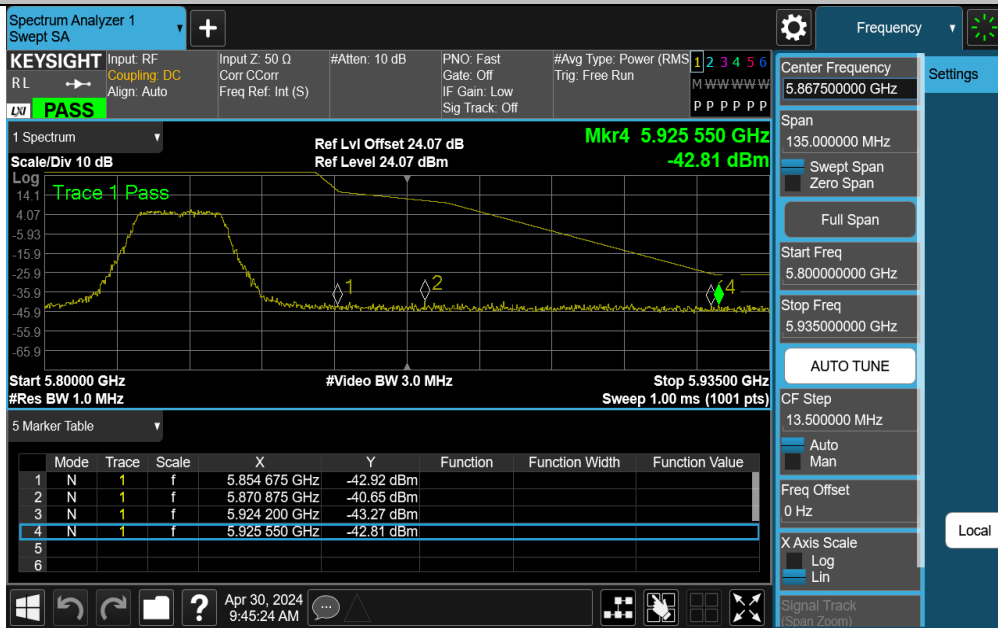 Spectrum Analyzer 1
Swept SA
Frequency
KEYSIGHT
RL
LXI PASS
Input: RF
Coupling: DC
Align: Auto
Input Z: 50 Ω
Corr CCorr
Freq Ref: Int (S)
#Atten: 10 dB
PNO: Fast
Gate: Off
IF Gain: Low
Sig Track: Off
#Avg Type: Power (RMS
Trig: Free Run
1 2 3 4 5 6
M W W W W W
P P P P P P
1 Spectrum
Scale/Div 10 dB
Ref Lvl Offset 24.07 dB
Ref Level 24.07 dBm
Mkr4 5.925 550 GHz
-42.81 dBm
Log
Trace 1 Pass
14.1
4.07
-5.93
-15.9
-25.9
-35.9
-45.9
-55.9
-65.9
1
2
4
Start 5.80000 GHz
#Video BW 3.0 MHz
Stop 5.93500 GHz
#Res BW 1.0 MHz
Sweep 1.00 ms (1001 pts)
5 Marker Table
Mode Trace Scale X Y Function Function Width Function Value
1 N 1 f 5.854 675 GHz -42.92 dBm
2 N 1 f 5.870 875 GHz -40.65 dBm
3 N 1 f 5.924 200 GHz -43.27 dBm
4 N 1 f 5.925 550 GHz -42.81 dBm
5
6
Apr 30, 2024
9:45:24 AM
Center Frequency
5.867500000 GHz
Settings
Span
135.000000 MHz
Swept Span
Zero Span
Full Span
Start Freq
5.800000000 GHz
Stop Freq
5.935000000 GHz
AUTO TUNE
CF Step
13.500000 MHz
Auto
Man
Freq Offset
0 Hz
Local
X Axis Scale
Log
Lin
Signal Track
(Span Zoom)